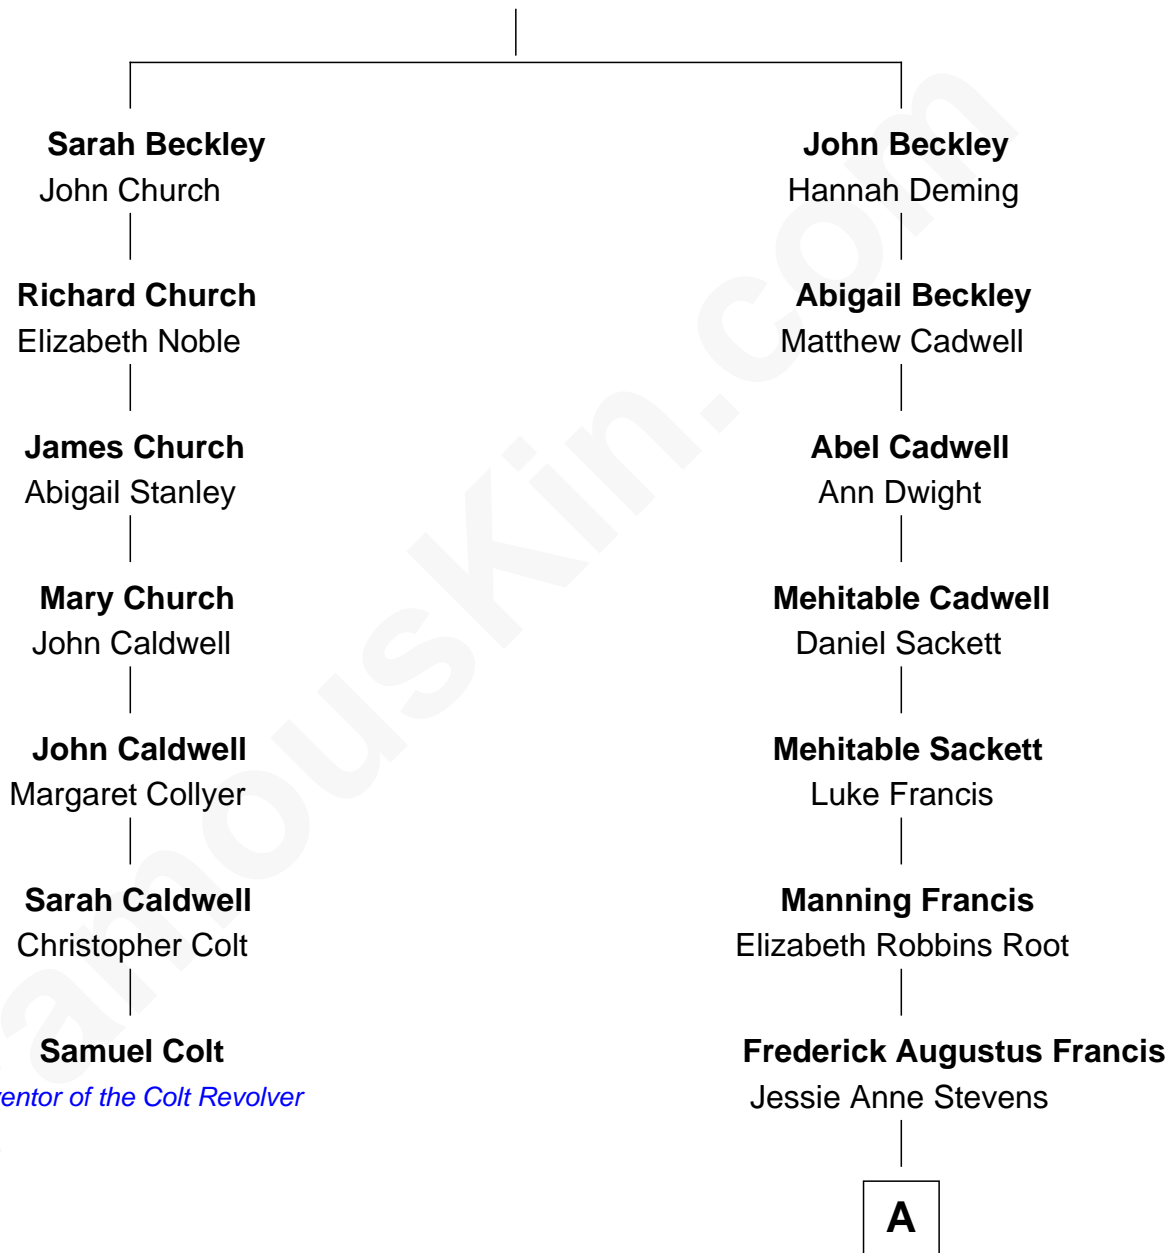 Sarah Beckley
John Church
Richard Church
Elizabeth Noble
James Church
Abigail Stanley
Mary Church
John Caldwell
John Caldwell
Margaret Collyer
Sarah Caldwell
Christopher Colt
Samuel Colt
entor of the Colt Revolver
John Beckley
Hannah Deming
Abigail Beckley
Matthew Cadwell
Abel Cadwell
Ann Dwight
Mehitable Cadwell
Daniel Sackett
Mehitable Sackett
Luke Francis
Manning Francis
Elizabeth Robbins Root
Frederick Augustus Francis
Jessie Anne Stevens
A
amousKin.com